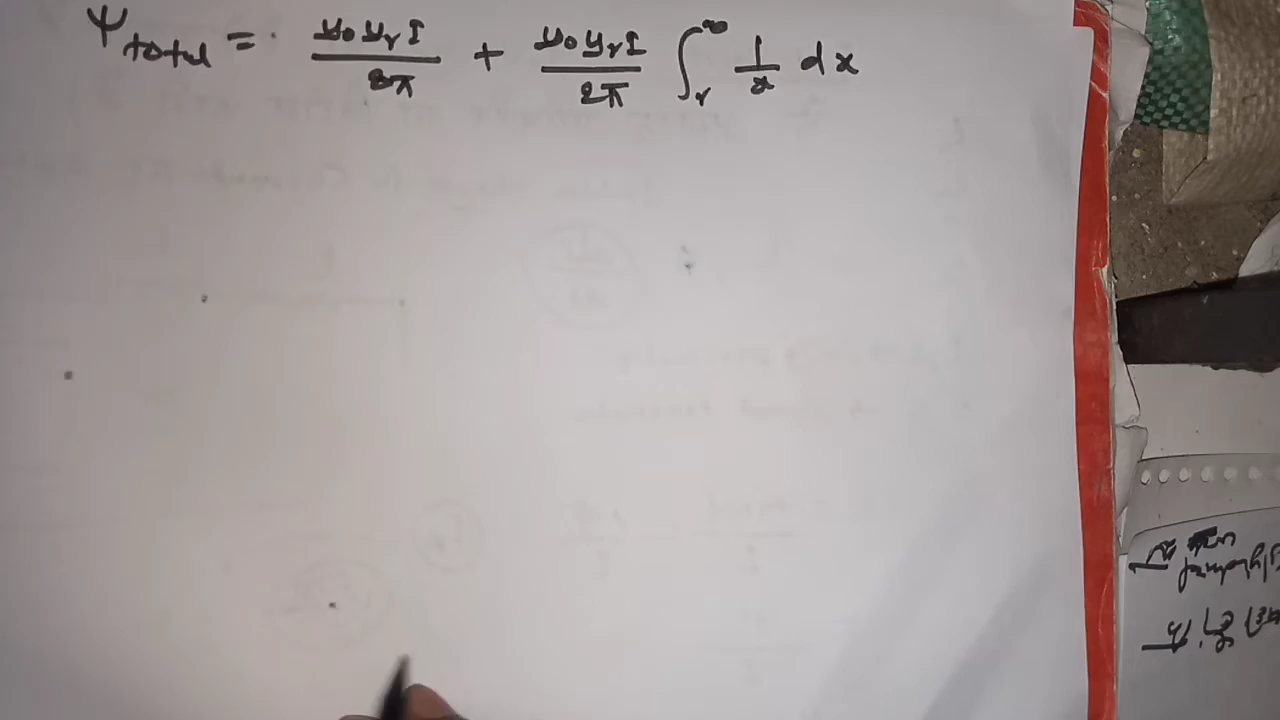 Ψtotal = μ₀μᵣI/8π + μ₀μᵣI/2π ∫ᵣ^∞ 1/x dx